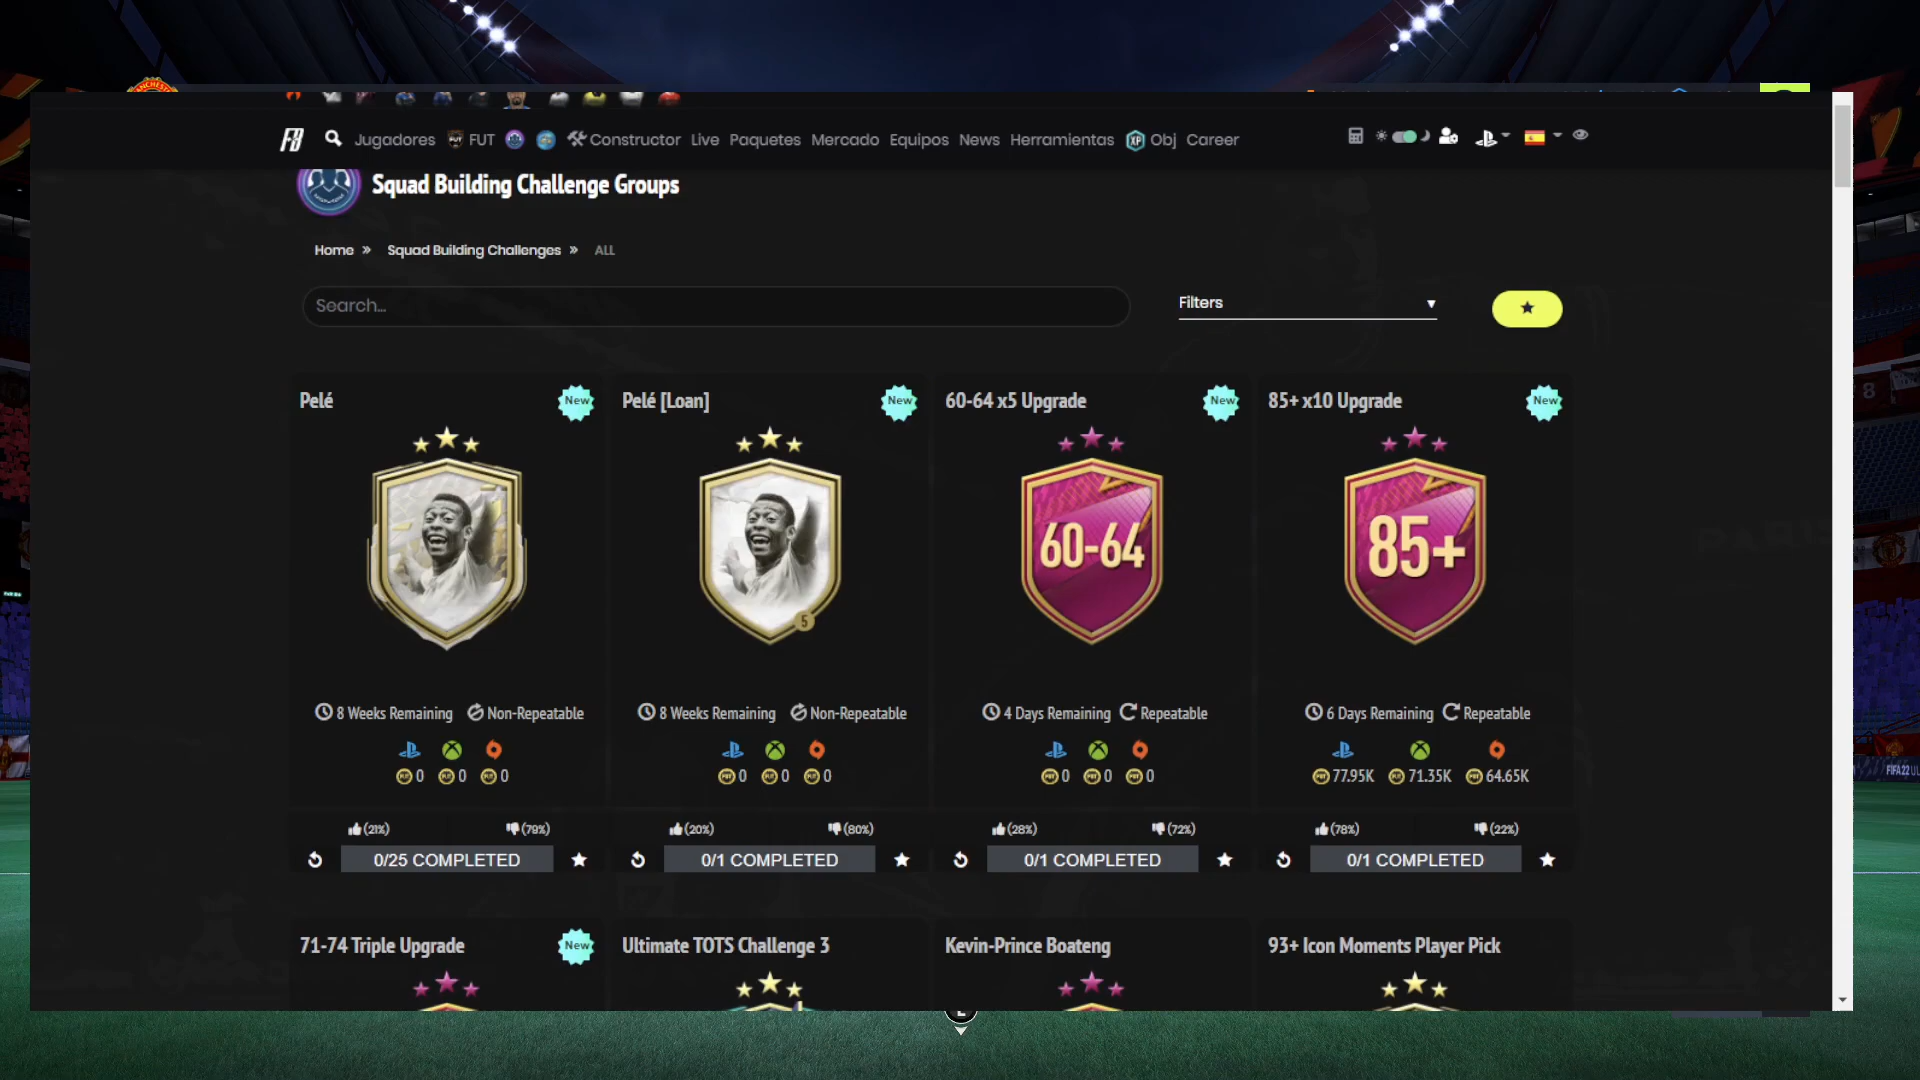 Jugadores FUT Constructor Live Paquetes Mercado Equipos News Herramientas XP Obj Career
Squad Building Challenge Groups
Home » Squad Building Challenges » ALL
Search...
Filters
Pelé New
Pelé [Loan] New
60-64 x5 Upgrade New
85+ x10 Upgrade New
5
60-64
85+
8 Weeks Remaining Non-Repeatable
8 Weeks Remaining Non-Repeatable
4 Days Remaining Repeatable
6 Days Remaining Repeatable
0 0 0
0 0 0
0 0 0
77.95K 71.35K 64.65K
(21%) (79%)
(20%) (80%)
(28%) (72%)
(78%) (22%)
0/25 COMPLETED
0/1 COMPLETED
0/1 COMPLETED
0/1 COMPLETED
71-74 Triple Upgrade New
Ultimate TOTS Challenge 3
Kevin-Prince Boateng
93+ Icon Moments Player Pick
FIFA22